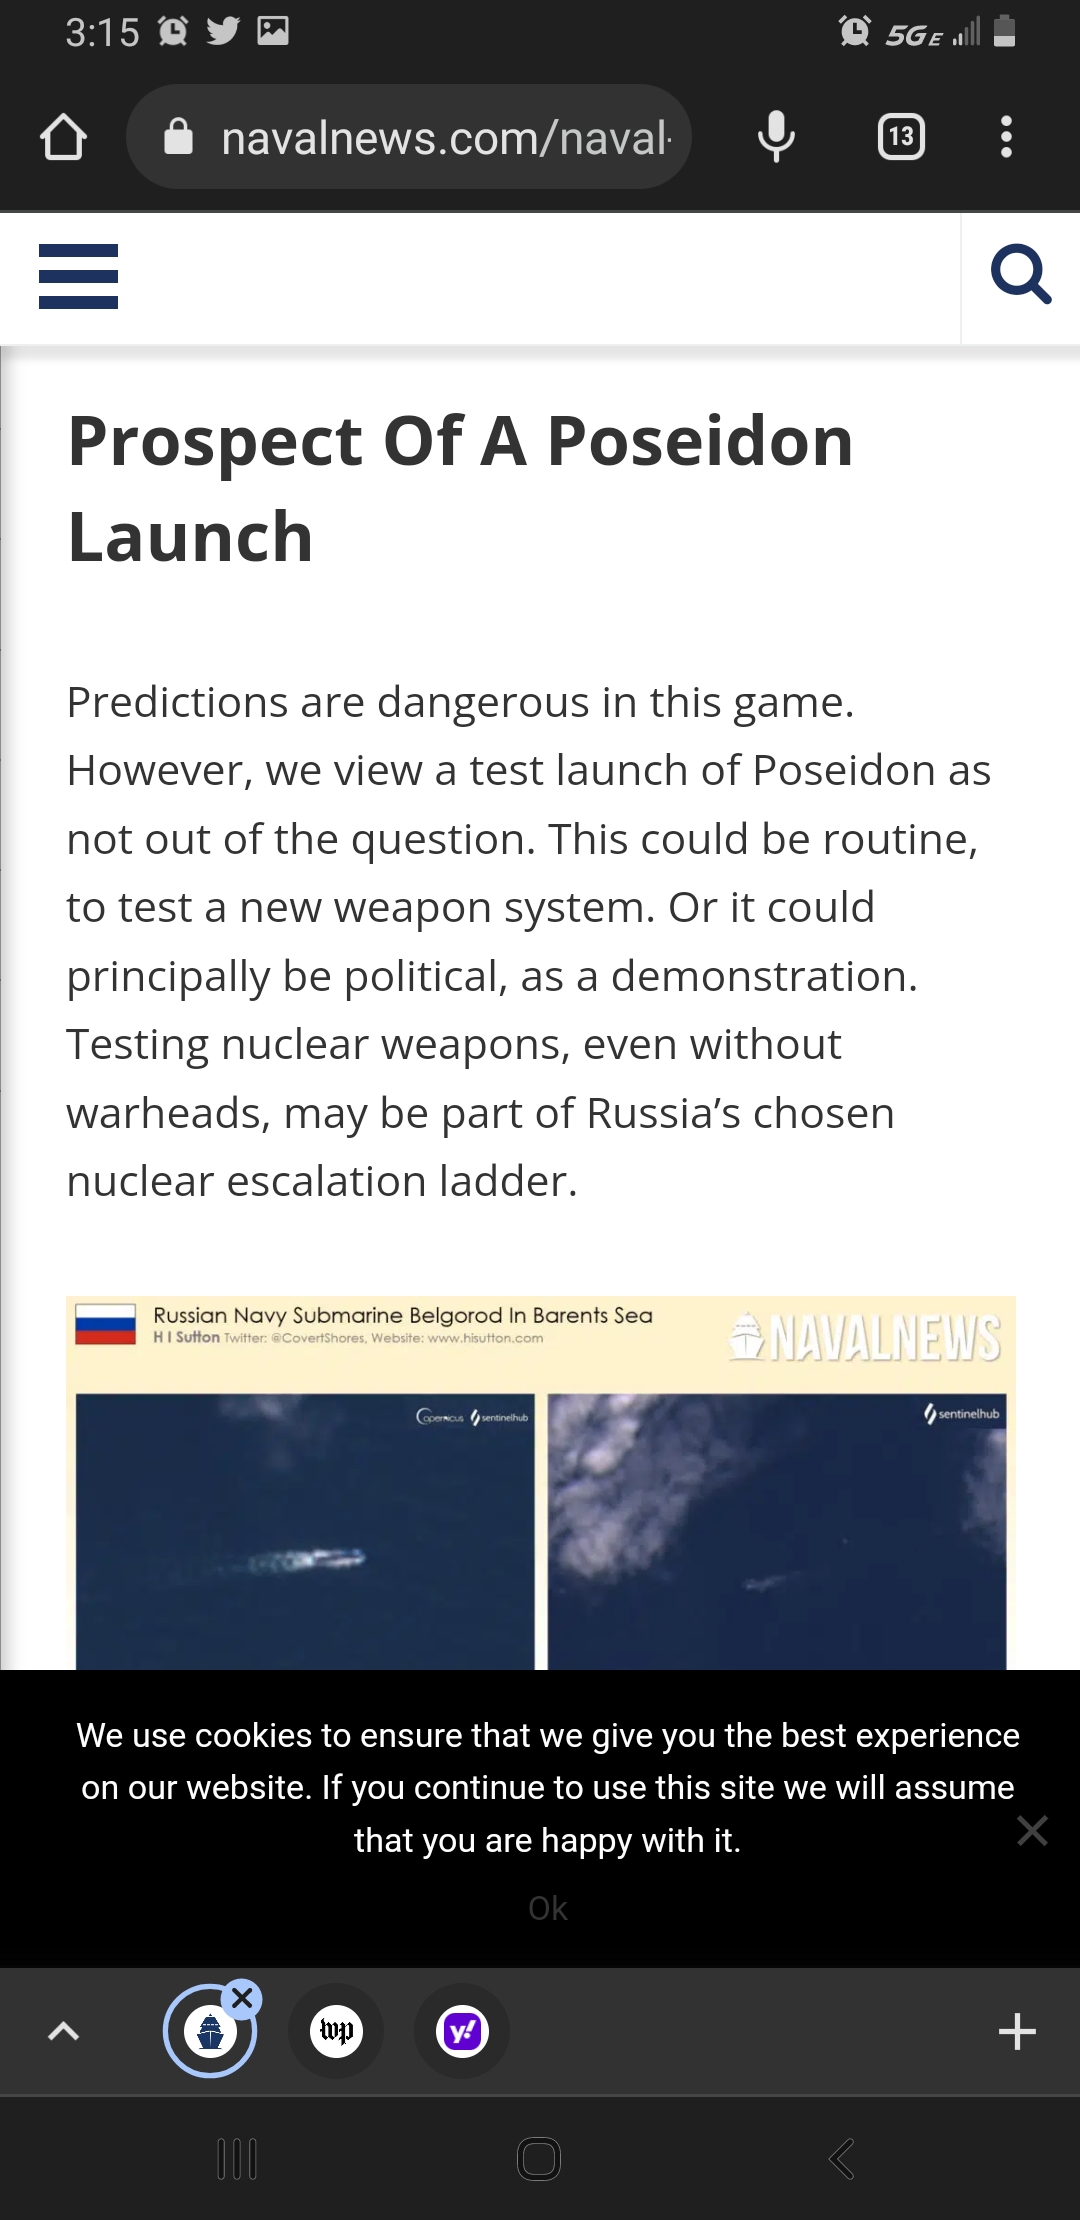 3:15
5GE
navalnews.com/naval-
13
Prospect Of A Poseidon
Launch
Predictions are dangerous in this game.
However, we view a test launch of Poseidon as
not out of the question. This could be routine,
to test a new weapon system. Or it could
principally be political, as a demonstration.
Testing nuclear weapons, even without
warheads, may be part of Russia’s chosen
nuclear escalation ladder.
Russian Navy Submarine Belgorod In Barents Sea
H I Sutton Twitter: @CovertShores, Website: www.hisutton.com
NAVALNEWS
Copernicus sentinelhub
sentinelhub
We use cookies to ensure that we give you the best experience
on our website. If you continue to use this site we will assume
that you are happy with it.
Ok
wp
y!